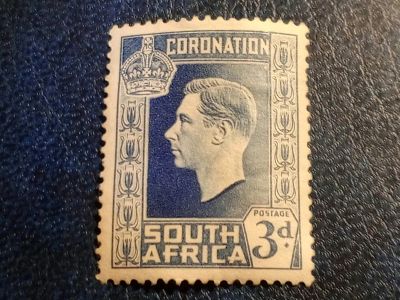 CORONATION
POSTAGE
SOUTH
AFRICA
3d.